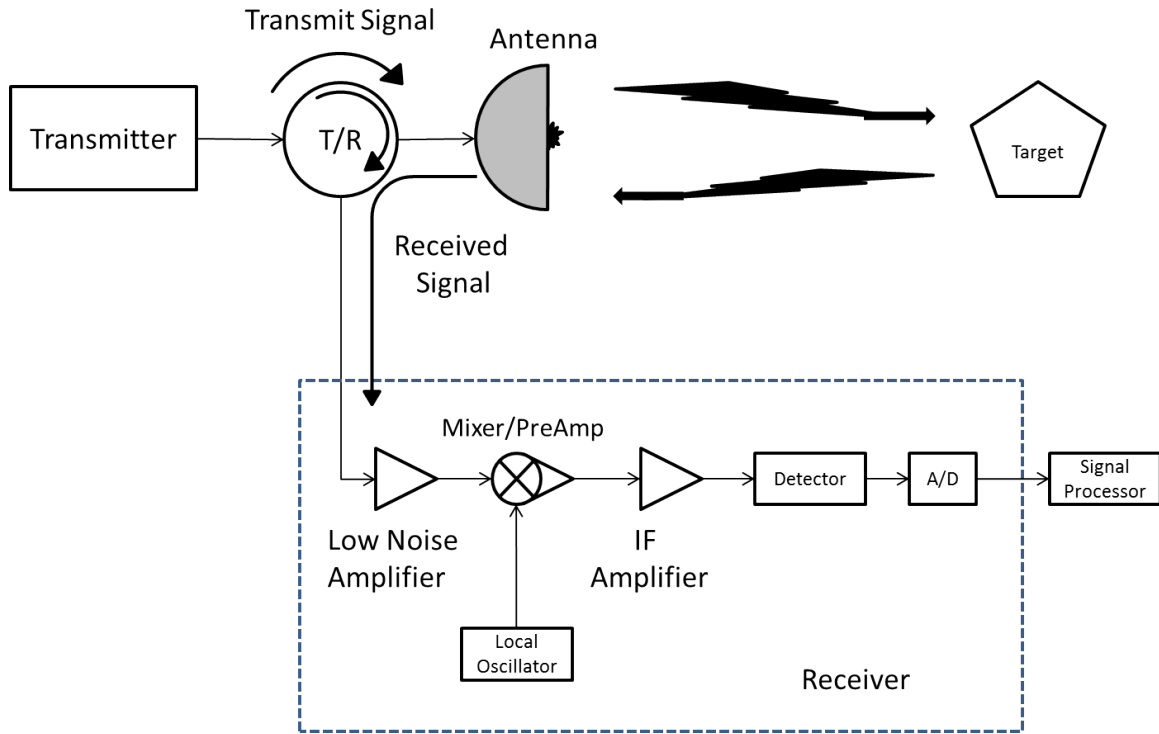 Transmit Signal
Antenna
Transmitter
T/R
Target
Received
Signal
Mixer/PreAmp
Detector
A/D
Signal
Processor
Low Noise
Amplifier
IF
Amplifier
Local
Oscillator
Receiver